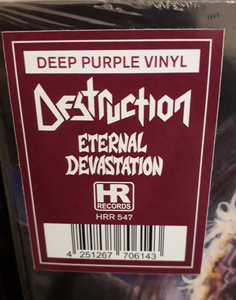 DEEP PURPLE VINYL
DESTRUCTION
ETERNAL
DEVASTATION
HR
RECORDS
HRR 547
4 251267 706143